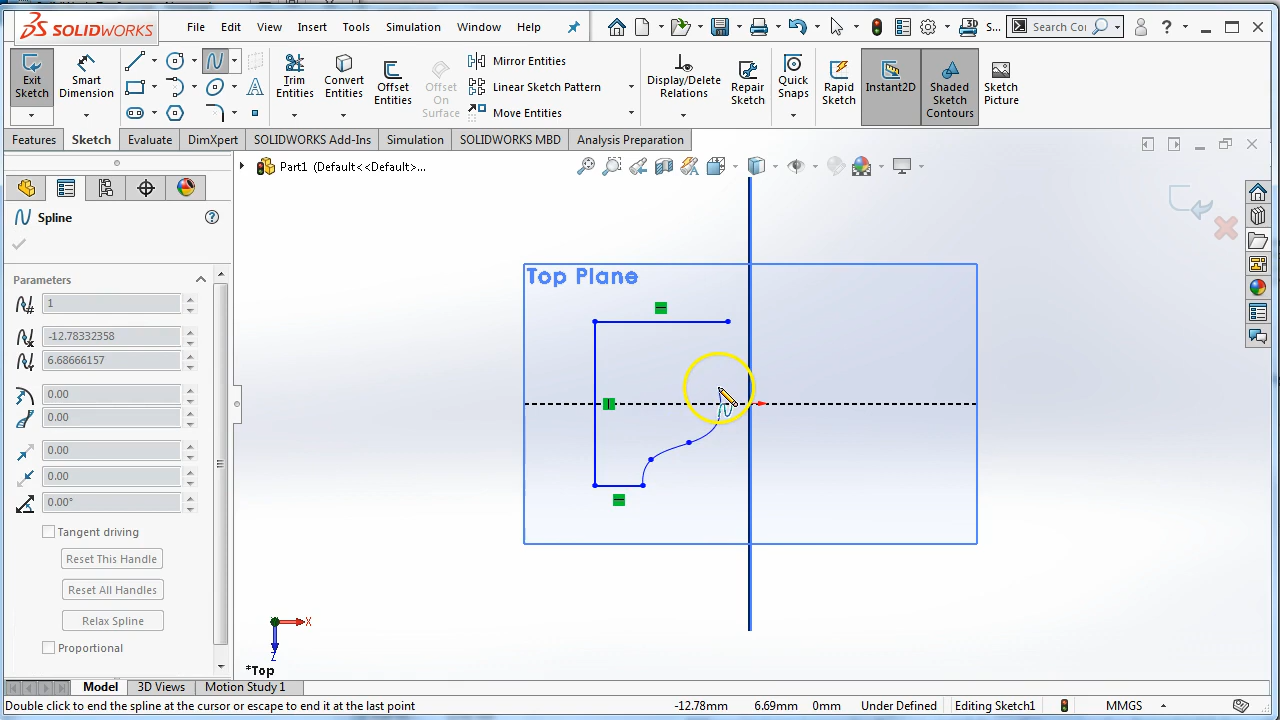 SOLIDWORKS File Edit View Insert Tools Simulation Window Help S... Search Co
Exit Sketch
Smart Dimension
Trim Entities
Convert Entities
Offset Entities
Offset On Surface
Mirror Entities
Linear Sketch Pattern
Move Entities
Display/Delete Relations
Repair Sketch
Quick Snaps
Rapid Sketch
Instant2D
Shaded Sketch Contours
Sketch Picture
Features Sketch Evaluate DimXpert SOLIDWORKS Add-Ins Simulation SOLIDWORKS MBD Analysis Preparation
Part1 (Default<<Default>...
Spline
Parameters
1
-12.78332358
6.68666157
0.00
0.00
0.00
0.00
0.00°
Tangent driving
Reset This Handle
Reset All Handles
Relax Spline
Proportional
Top Plane
X
Z
*Top
Model 3D Views Motion Study 1
Double click to end the spline at the cursor or escape to end it at the last point -12.78mm 6.69mm 0mm Under Defined Editing Sketch1 MMGS